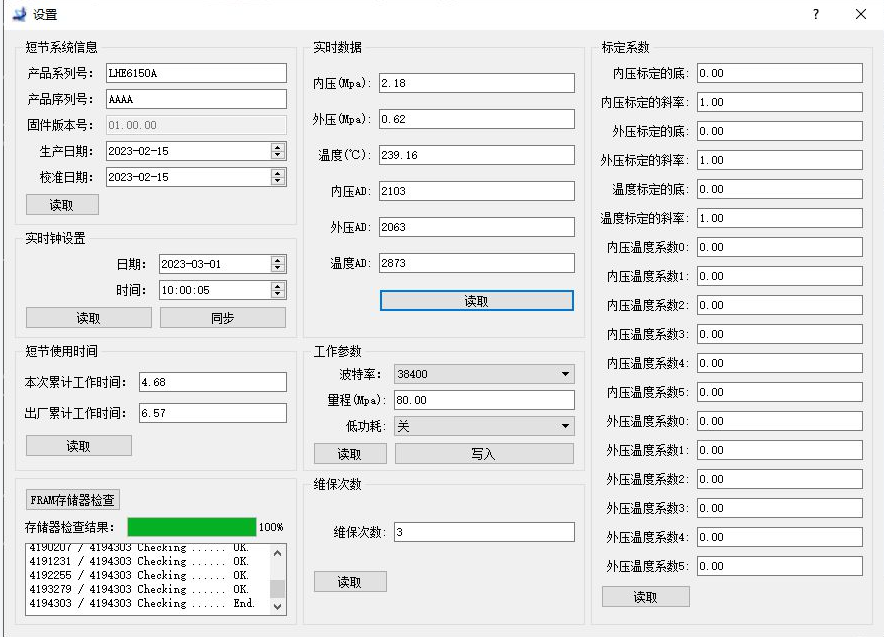 设置
?
短节系统信息
产品系列号： LHE6150A
产品序列号： AAAA
固件版本号： 01.00.00
生产日期： 2023-02-15
校准日期： 2023-02-15
读取
实时钟设置
日期： 2023-03-01
时间： 10:00:05
读取 同步
短节使用时间
本次累计工作时间： 4.68
出厂累计工作时间： 6.57
读取
FRAM存储器检查
存储器检查结果： 100%
4190207 / 4194303 Checking ...... OK.
4191231 / 4194303 Checking ...... OK.
4192255 / 4194303 Checking ...... OK.
4193279 / 4194303 Checking ...... OK.
4194303 / 4194303 Checking ...... End.
实时数据
内压(Mpa)： 2.18
外压(Mpa)： 0.62
温度(℃)： 239.16
内压AD： 2103
外压AD： 2063
温度AD： 2873
读取
工作参数
波特率： 38400
量程(Mpa)： 80.00
低功耗： 关
读取 写入
维保次数
维保次数： 3
读取
标定系数
内压标定的底： 0.00
内压标定的斜率： 1.00
外压标定的底： 0.00
外压标定的斜率： 1.00
温度标定的底： 0.00
温度标定的斜率： 1.00
内压温度系数0： 0.00
内压温度系数1： 0.00
内压温度系数2： 0.00
内压温度系数3： 0.00
内压温度系数4： 0.00
内压温度系数5： 0.00
外压温度系数0： 0.00
外压温度系数1： 0.00
外压温度系数2： 0.00
外压温度系数3： 0.00
外压温度系数4： 0.00
外压温度系数5： 0.00
读取